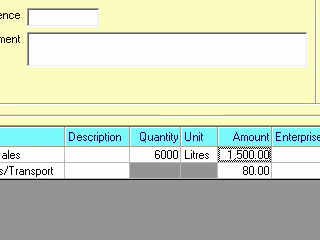 ence
ment
Description Quantity Unit Amount Enterprise
ales 6000 Litres 1,500.00
s/Transport 80.00